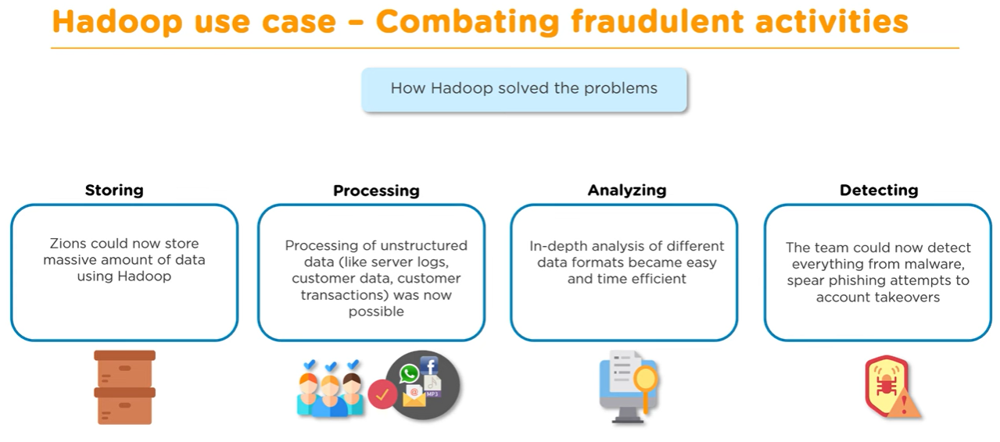 Hadoop use case – Combating fraudulent activities
How Hadoop solved the problems
Storing
Zions could now store
massive amount of data
using Hadoop
Processing
Processing of unstructured
data (like server logs,
customer data, customer
transactions) was now
possible
Analyzing
In-depth analysis of different
data formats became easy
and time efficient
Detecting
The team could now detect
everything from malware,
spear phishing attempts to
account takeovers
f
@
MP3